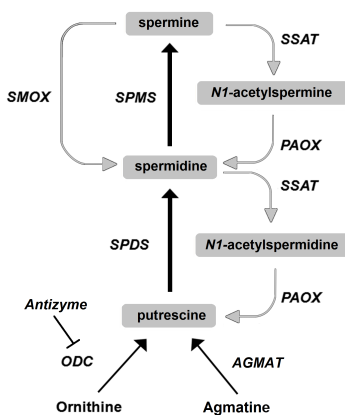 spermine
SSAT
SMOX
SPMS
N1-acetylspermine
PAOX
spermidine
SSAT
SPDS
N1-acetylspermidine
PAOX
Antizyme
putrescine
ODC
AGMAT
Ornithine
Agmatine